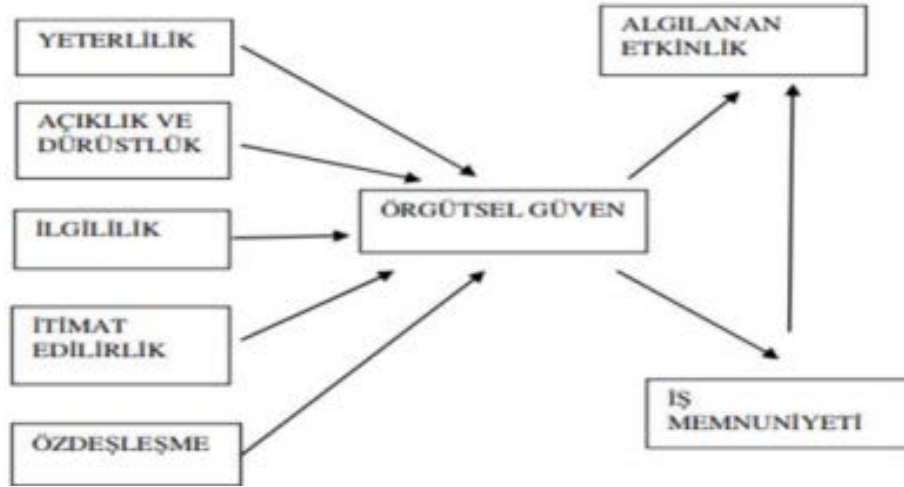 YETERLİLİK
AÇIKLIK VE
DÜRÜSTLÜK
İLGİLİLİK
İTİMAT
EDİLİRLİK
ÖZDEŞLEŞME
ÖRGÜTSEL GÜVEN
ALGILANAN
ETKİNLİK
İŞ
MEMNUNİYETİ